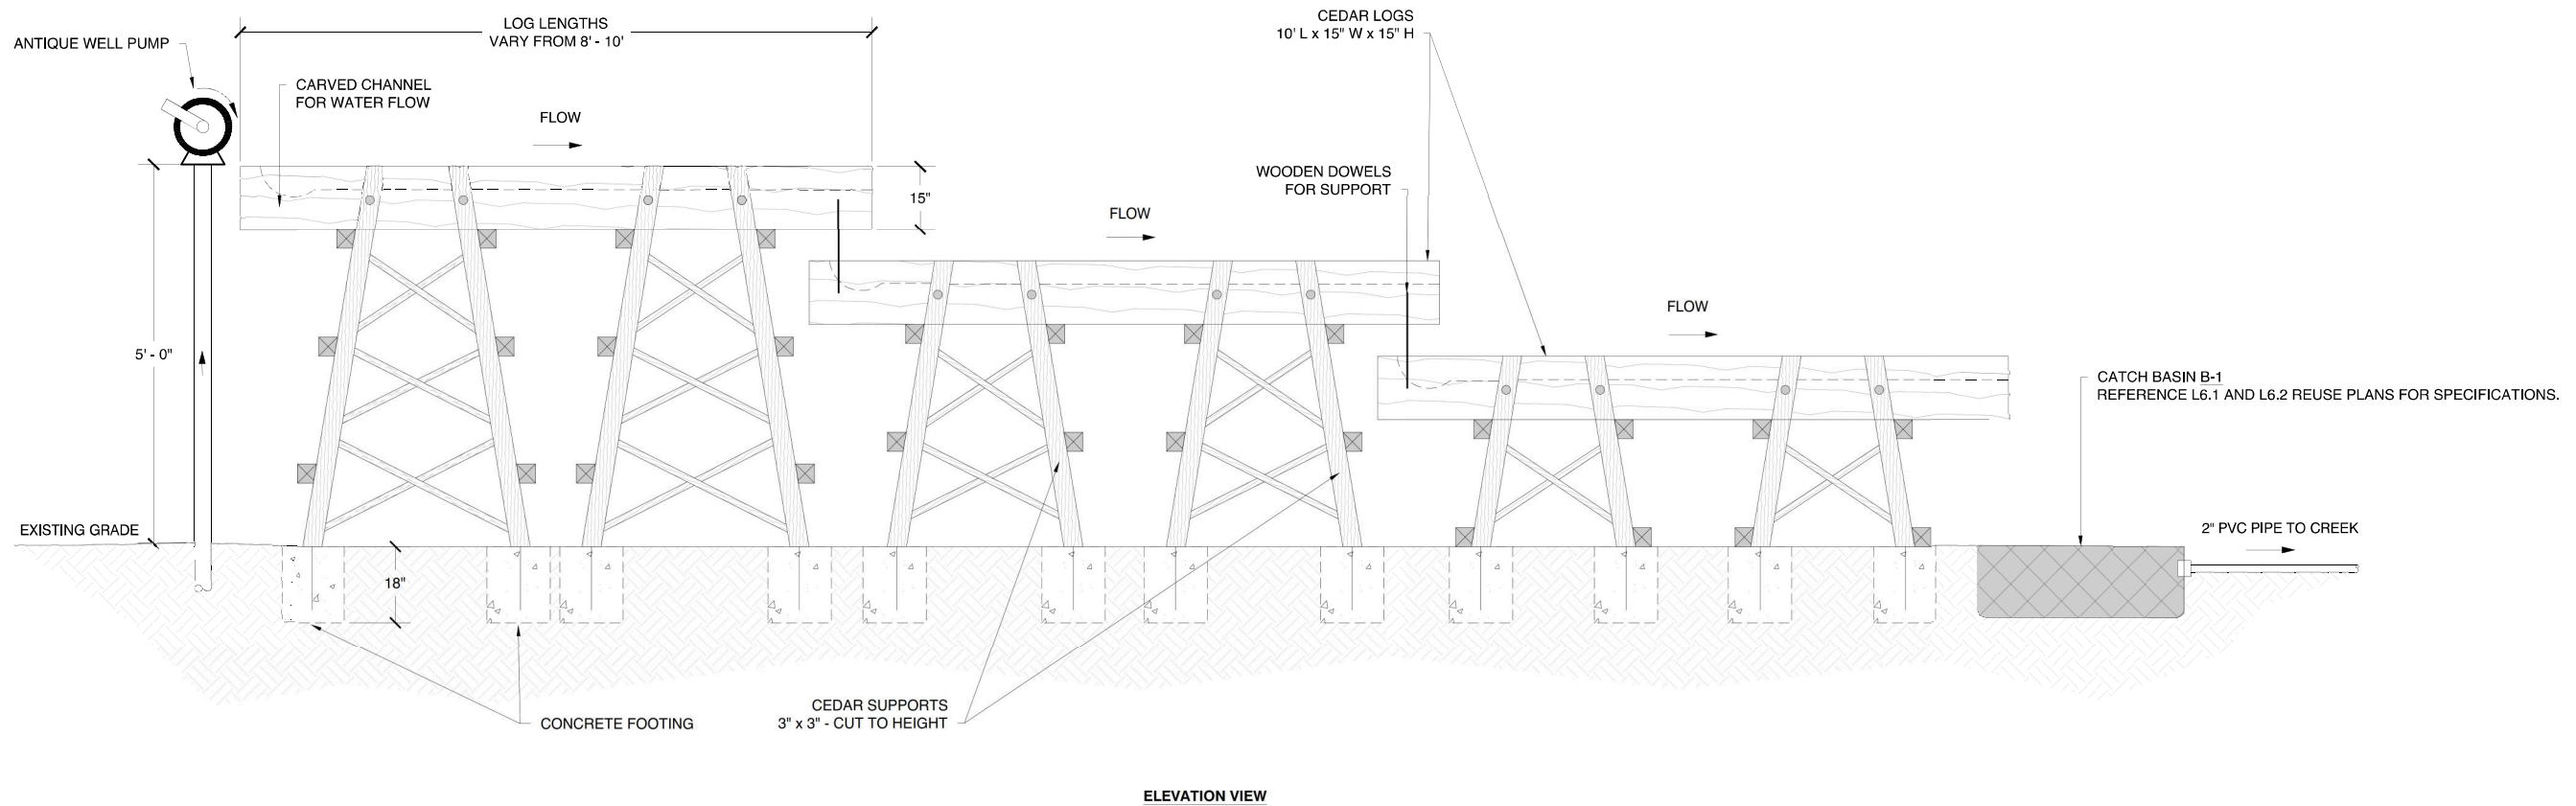 LOG LENGTHS
VARY FROM 8' - 10'
CEDAR LOGS
10' L x 15" W x 15" H
ANTIQUE WELL PUMP
CARVED CHANNEL
FOR WATER FLOW
FLOW
WOODEN DOWELS
FOR SUPPORT
15"
FLOW
FLOW
5' - 0"
CATCH BASIN B-1
REFERENCE L6.1 AND L6.2 REUSE PLANS FOR SPECIFICATIONS.
EXISTING GRADE
2" PVC PIPE TO CREEK
18"
CEDAR SUPPORTS
3" x 3" - CUT TO HEIGHT
CONCRETE FOOTING
ELEVATION VIEW